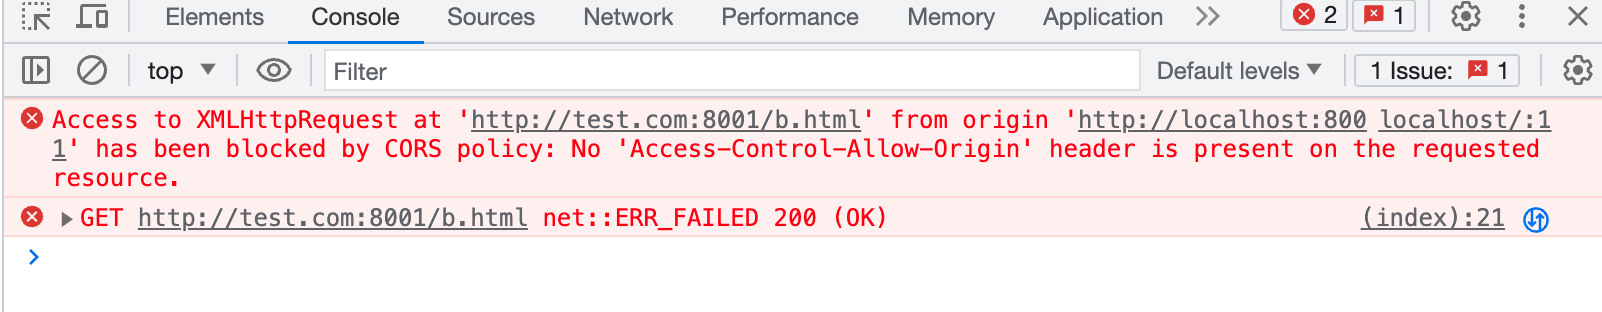 Elements Console Sources Network Performance Memory Application 2 1
top Filter Default levels 1 Issue: 1
Access to XMLHttpRequest at 'http://test.com:8001/b.html' from origin 'http://localhost:800 localhost/:1
1' has been blocked by CORS policy: No 'Access-Control-Allow-Origin' header is present on the requested
resource.
GET http://test.com:8001/b.html net::ERR_FAILED 200 (OK) (index):21